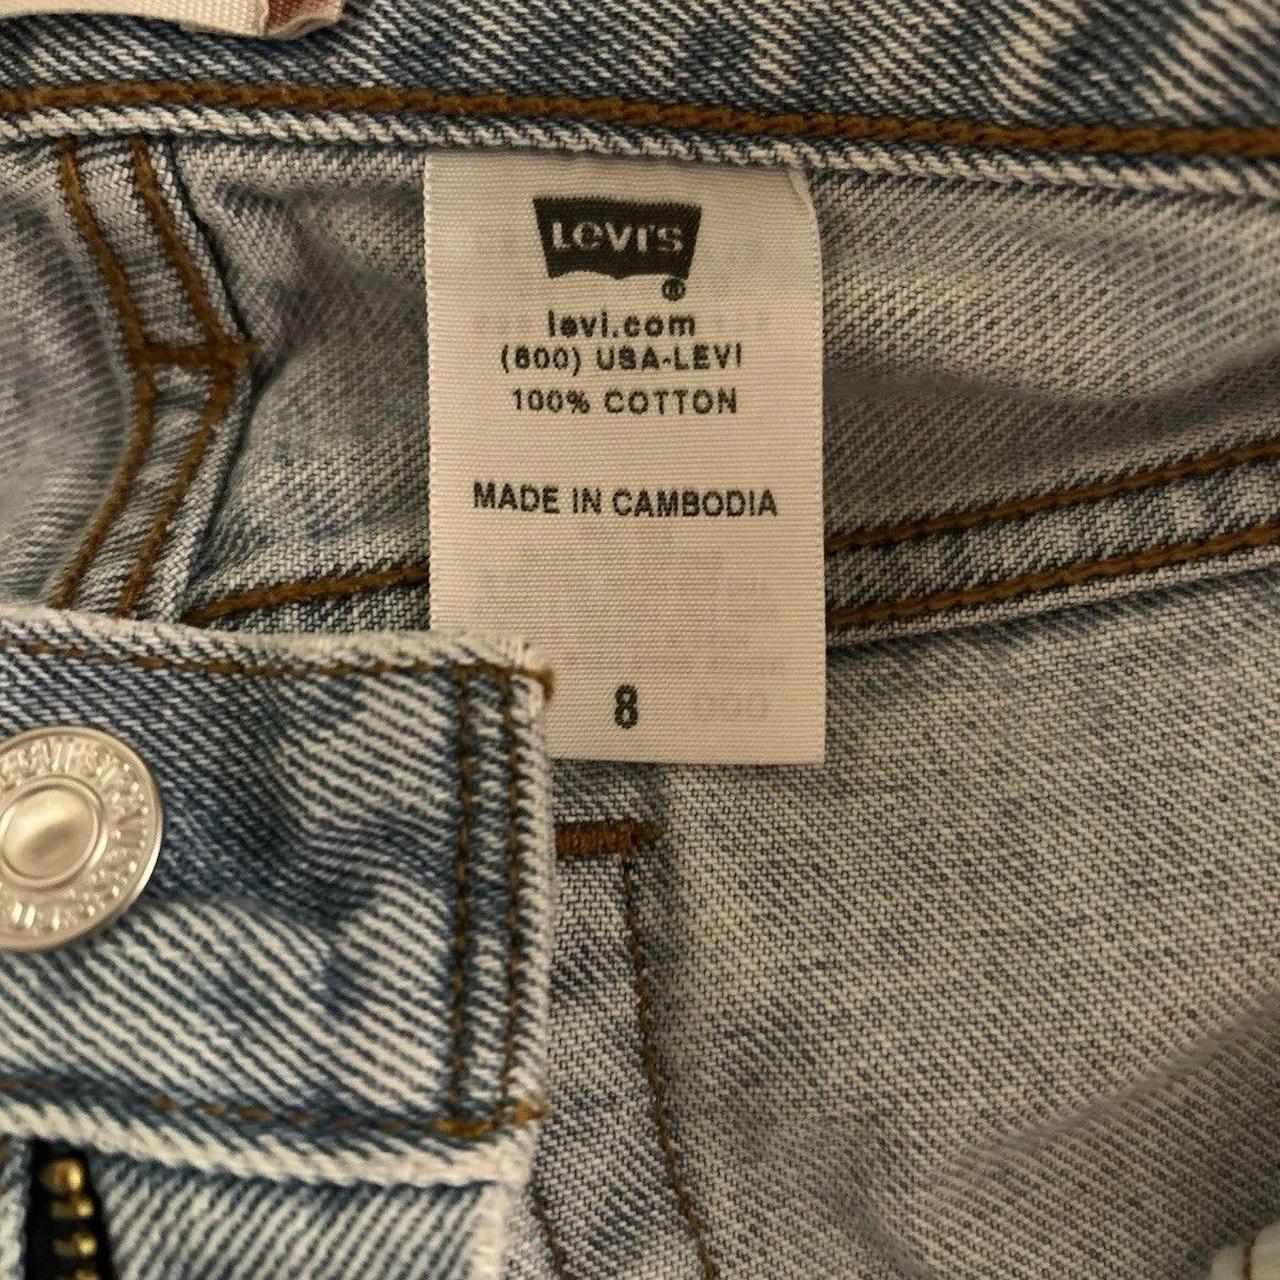 Levi's
®
levi.com
(800) USA-LEVI
100% COTTON
MADE IN CAMBODIA
8